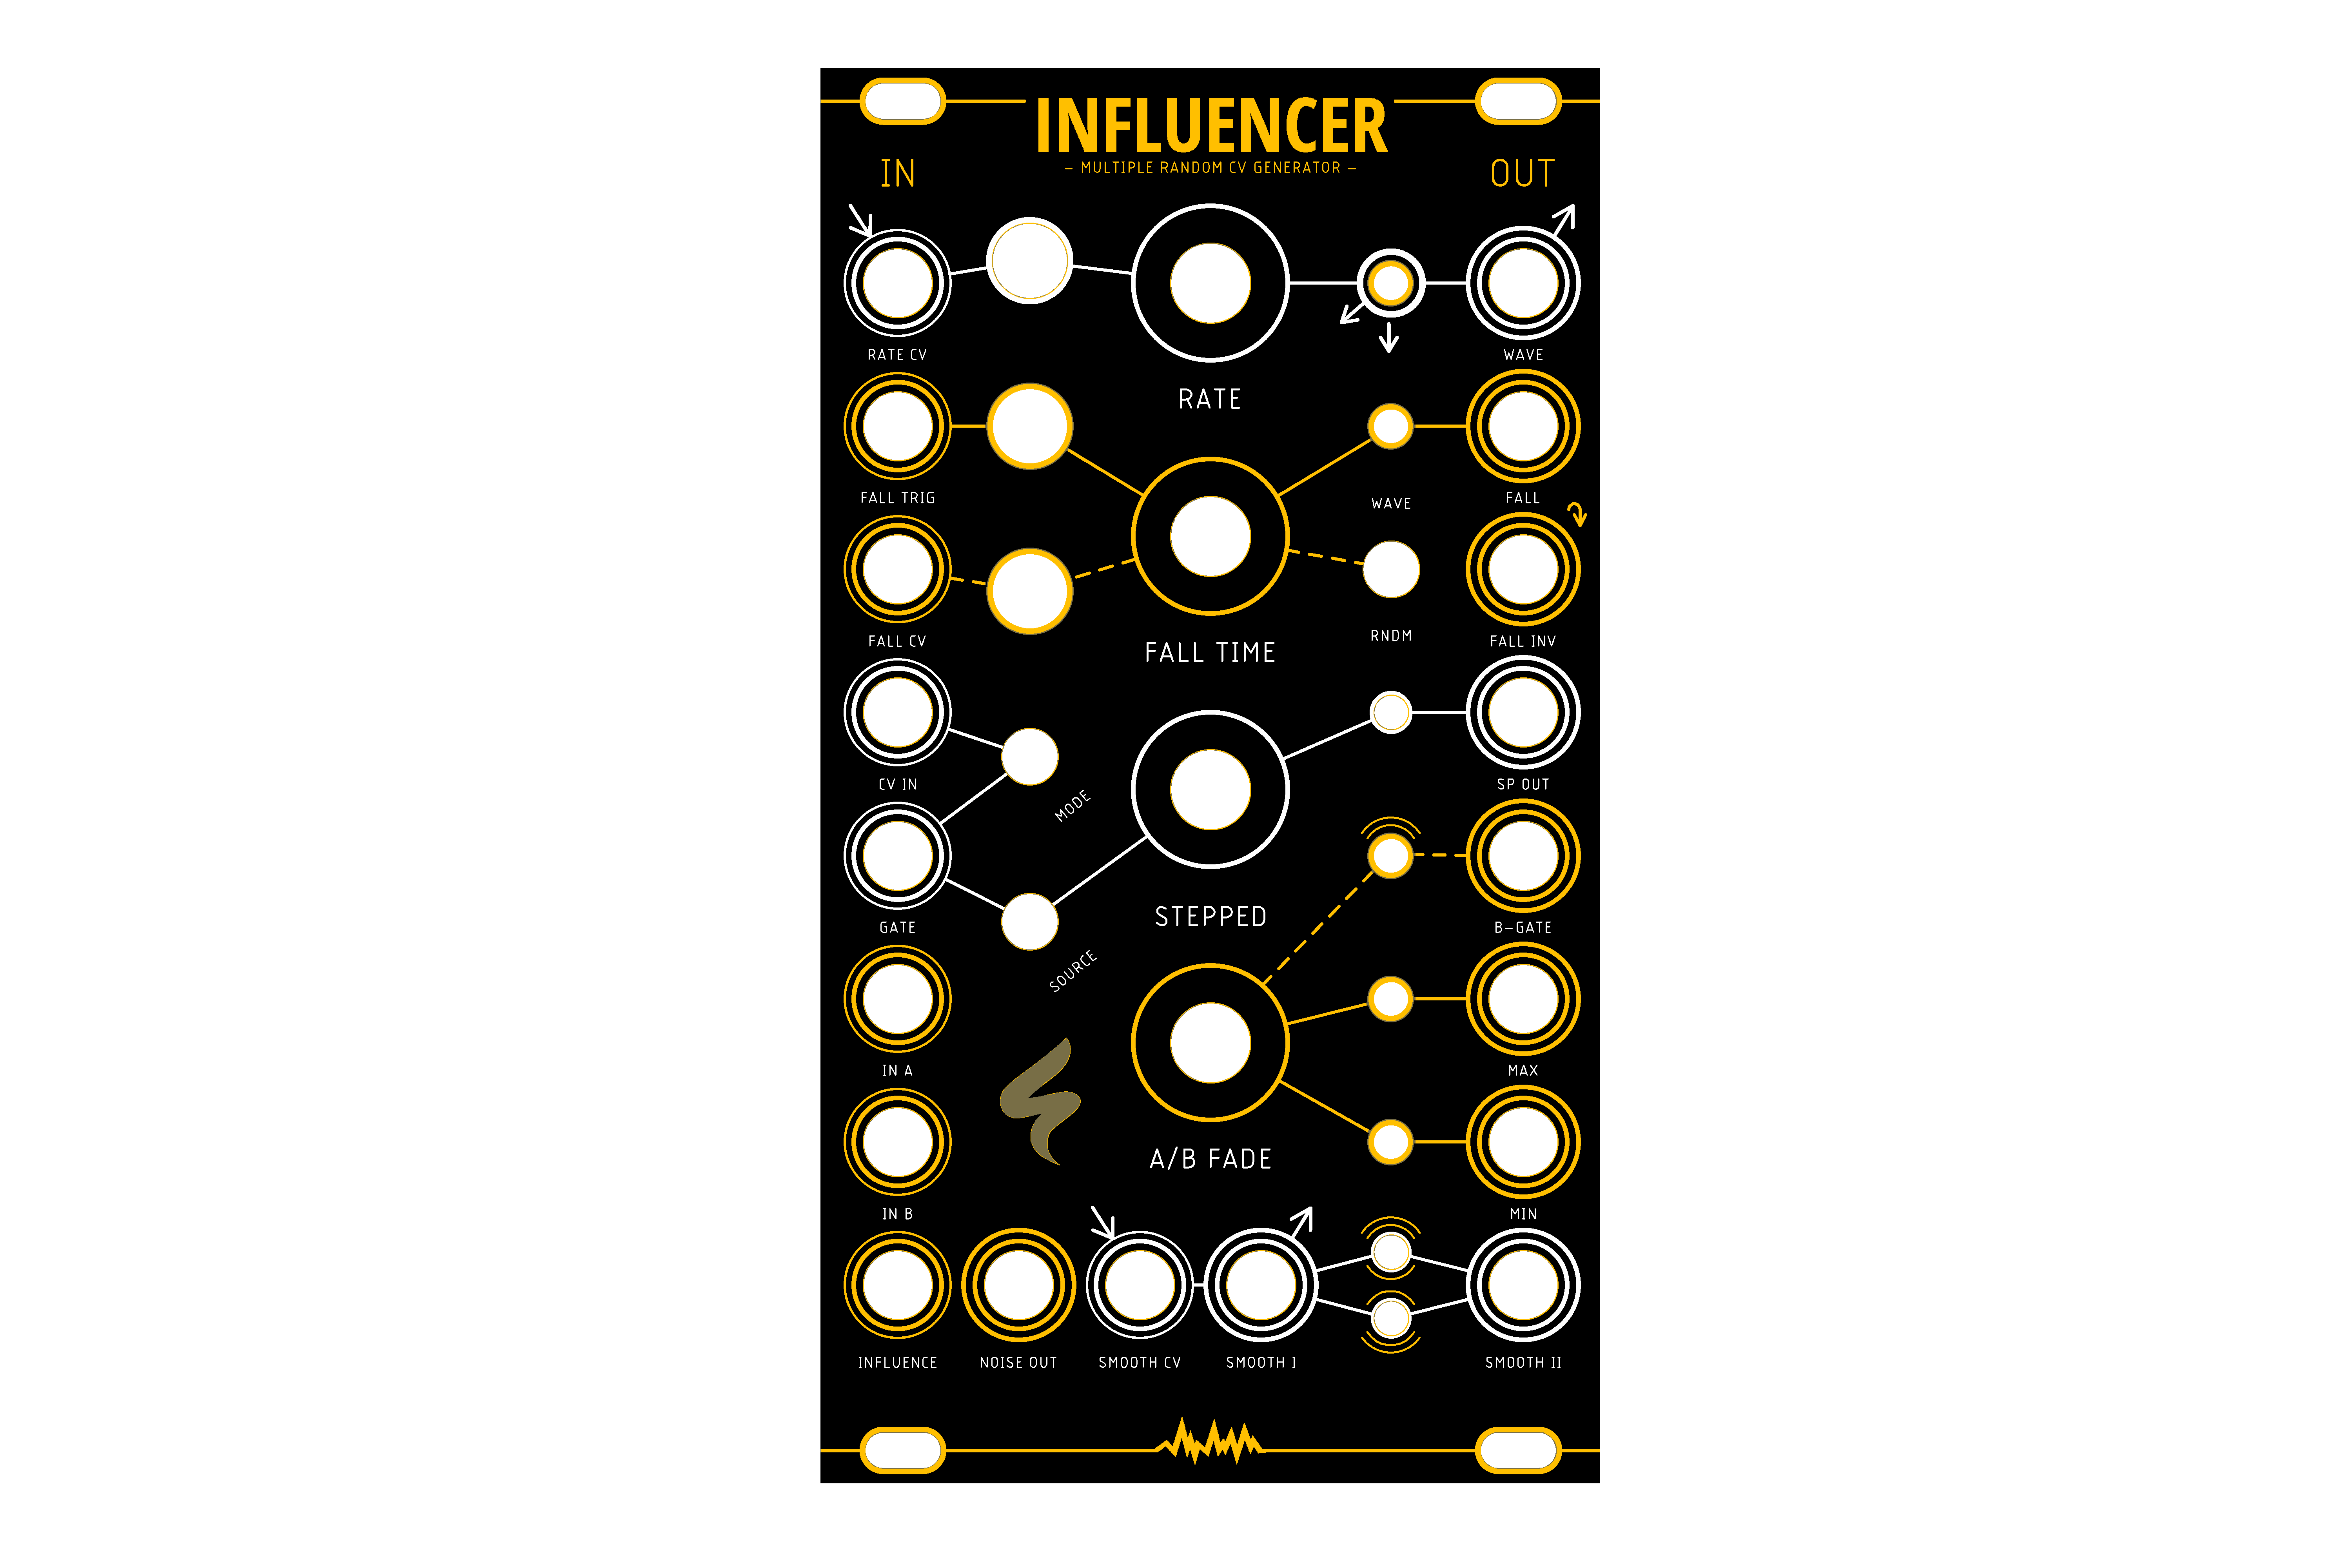 INFLUENCER
– MULTIPLE RANDOM CV GENERATOR –
IN
OUT
RATE CV
WAVE
RATE
FALL TRIG
WAVE
FALL
FALL CV
RNDM
FALL INV
FALL TIME
CV IN
SP OUT
MODE
GATE
STEPPED
B-GATE
SOURCE
IN A
MAX
A/B FADE
IN B
MIN
INFLUENCE
NOISE OUT
SMOOTH CV
SMOOTH I
SMOOTH II